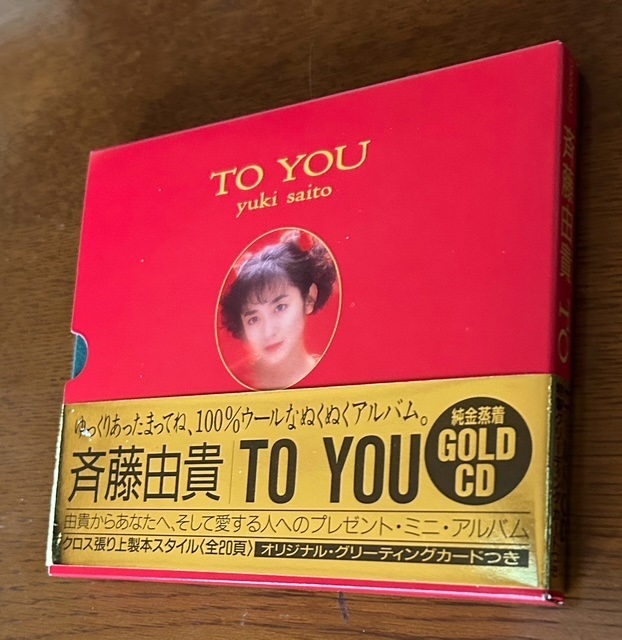 TO YOU
yuki saito
ゆっくりあったまってね、100%ウールなぬくぬくアルバム。
斉藤由貴 TO YOU
純金蒸着
GOLD
CD
由貴からあなたへ、そして愛する人へのプレゼント・ミニ・アルバム
クロス張り上製本スタイル〈全20頁〉 オリジナル・グリーティングカードつき
斉藤由貴 TO